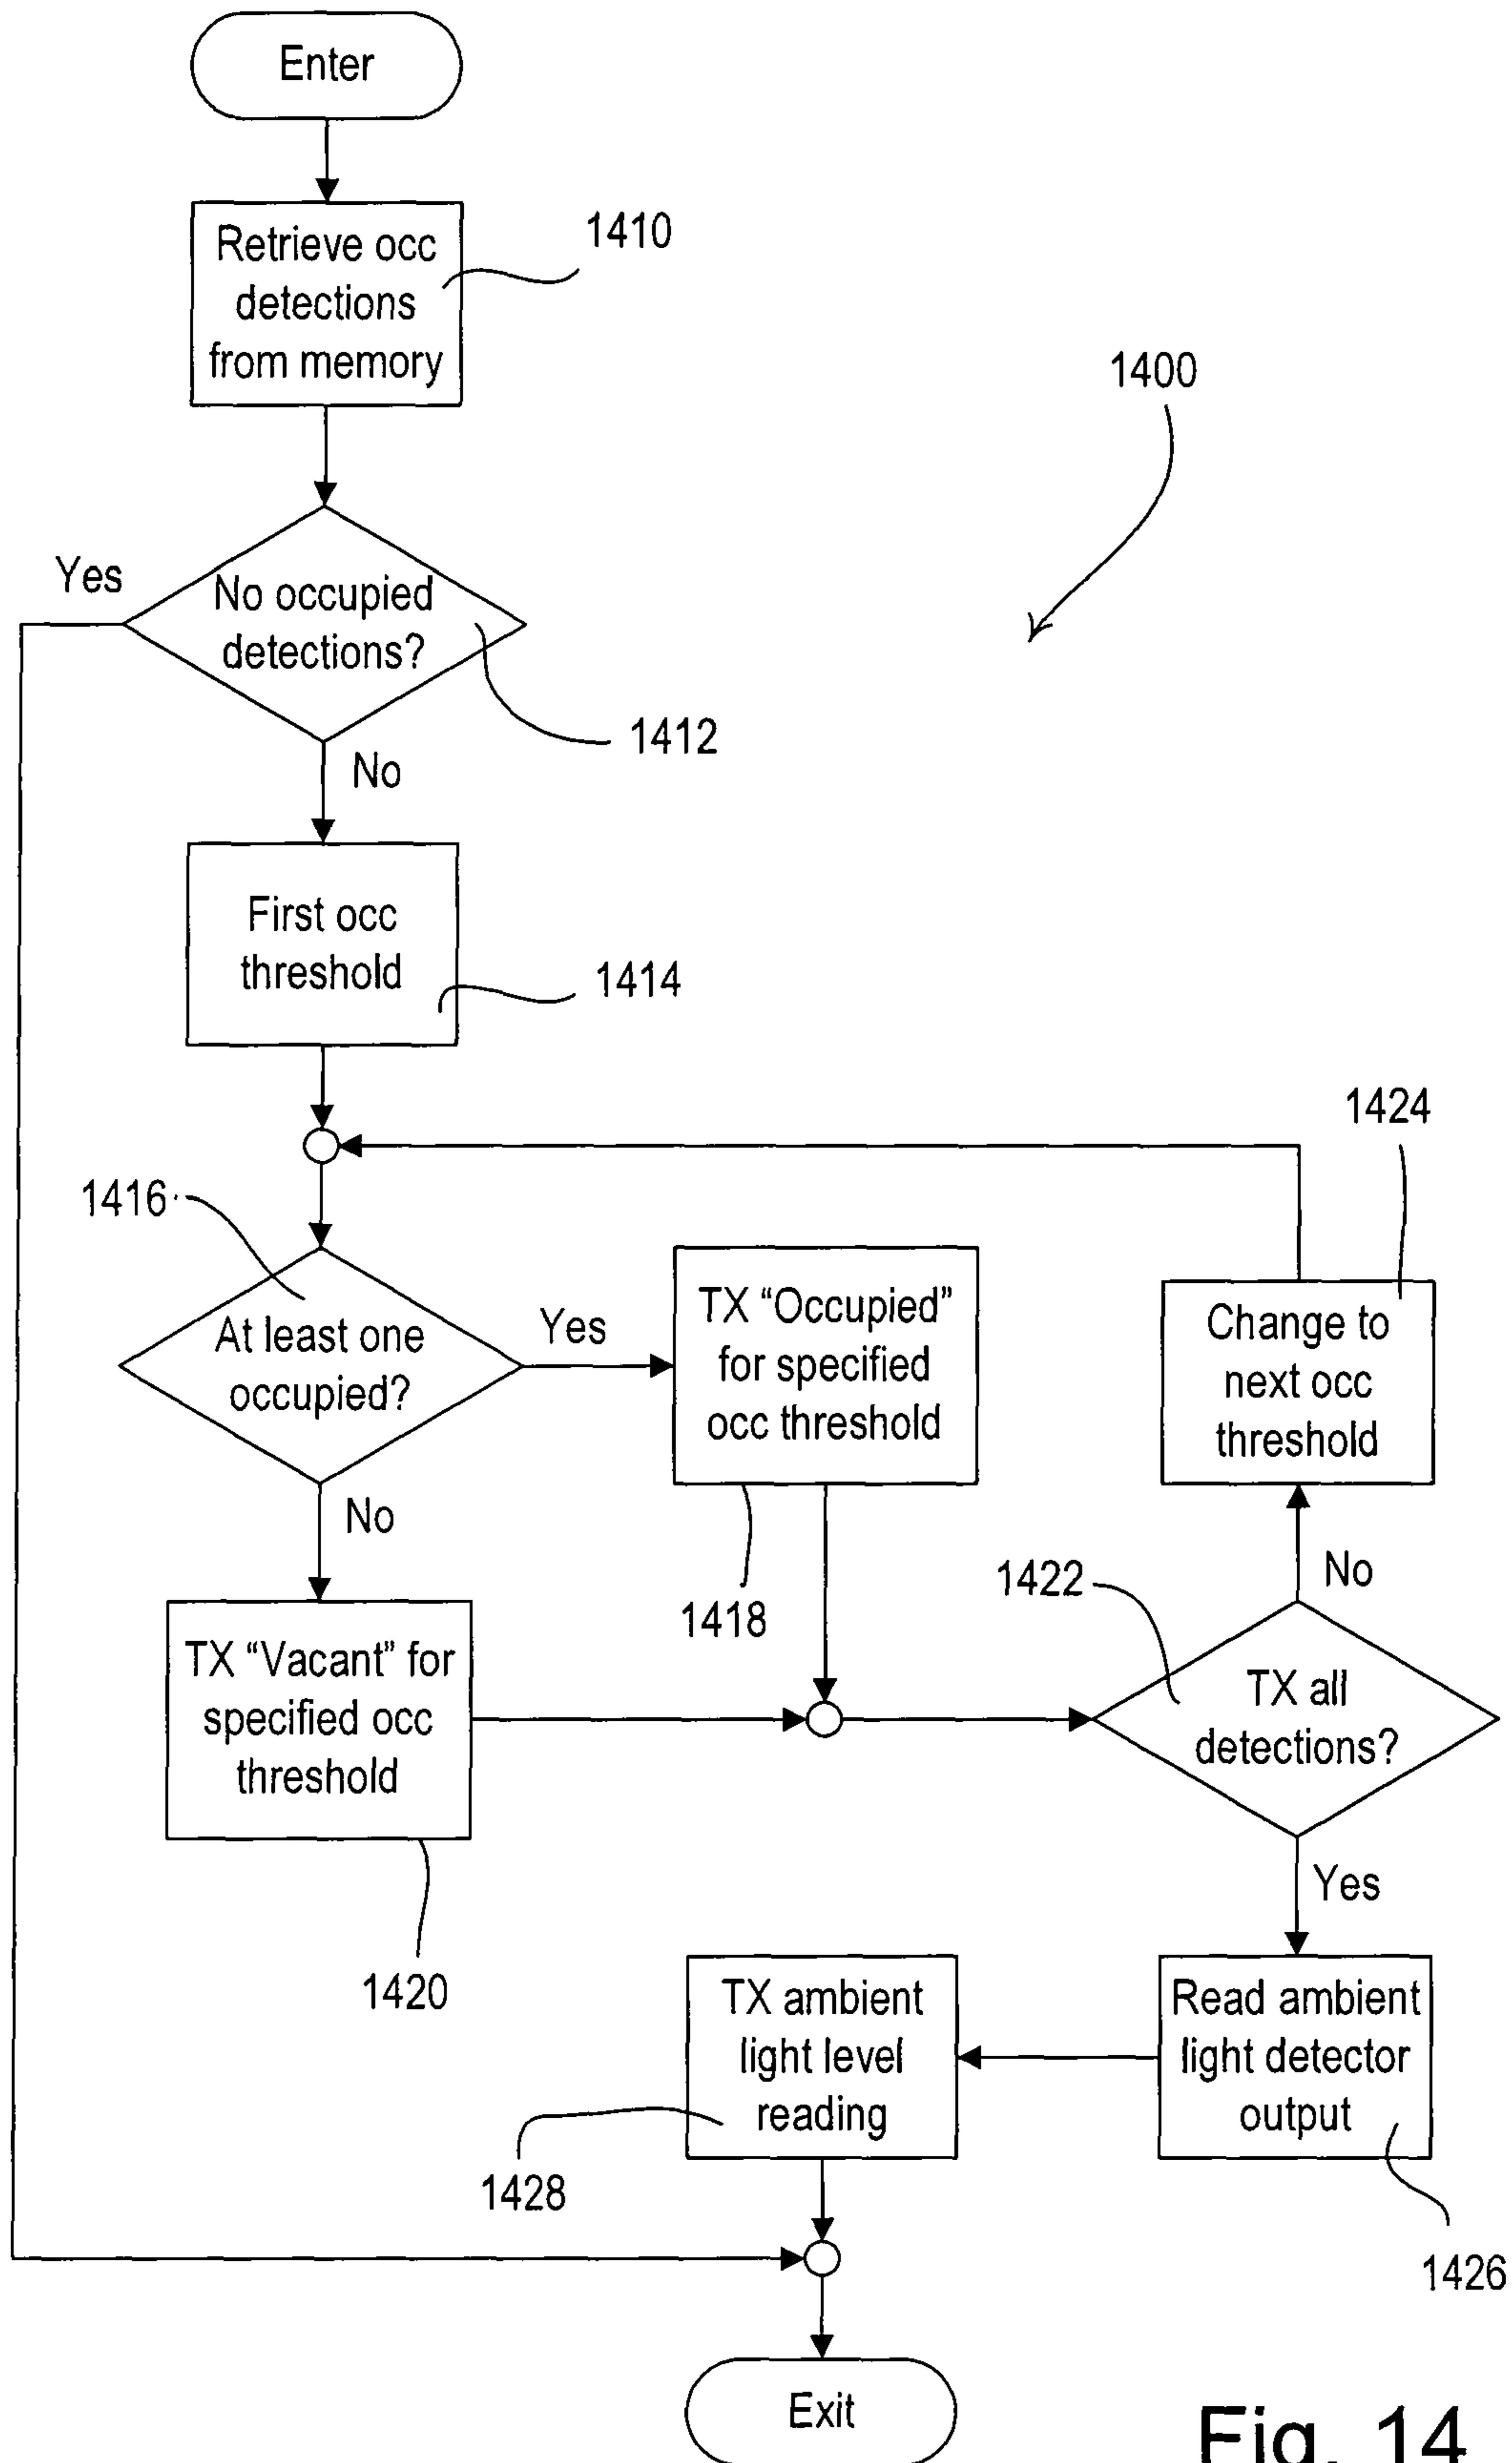 Enter
Retrieve occ
detections
from memory
1410
1400
Yes
No occupied
detections?
1412
No
First occ
threshold
1414
1424
1416
At least one
occupied?
Yes
TX “Occupied”
for specified
occ threshold
Change to
next occ
threshold
No
1418
1422
No
TX “Vacant” for
specified occ
threshold
TX all
detections?
Yes
1420
TX ambient
light level
reading
Read ambient
light detector
output
1428
1426
Exit
Fig. 14